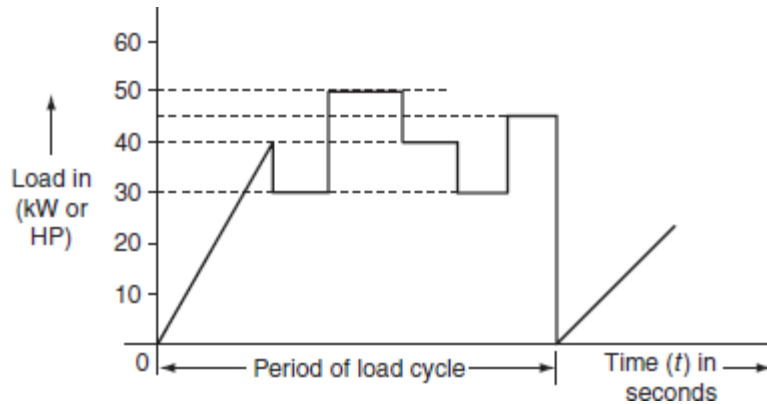 60
50
40
30
20
10
0
Load in
(kW or
HP)
Period of load cycle
Time (t) in
seconds